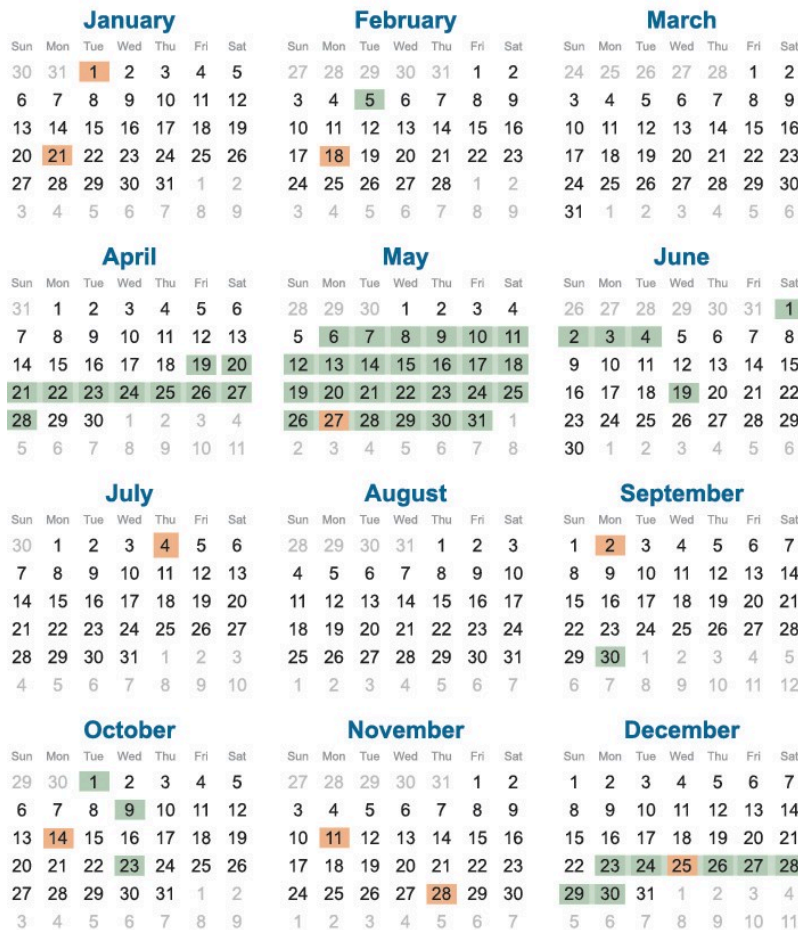 January February March
Sun Mon Tue Wed Thu Fri Sat Sun Mon Tue Wed Thu Fri Sat Sun Mon Tue Wed Thu Fri Sat
30 31 1 2 3 4 5 27 28 29 30 31 1 2 24 25 26 27 28 1 2
6 7 8 9 10 11 12 3 4 5 6 7 8 9 3 4 5 6 7 8 9
13 14 15 16 17 18 19 10 11 12 13 14 15 16 10 11 12 13 14 15 16
20 21 22 23 24 25 26 17 18 19 20 21 22 23 17 18 19 20 21 22 23
27 28 29 30 31 1 2 24 25 26 27 28 1 2 24 25 26 27 28 29 30
3 4 5 6 7 8 9 3 4 5 6 7 8 9 31 1 2 3 4 5 6
April May June
Sun Mon Tue Wed Thu Fri Sat Sun Mon Tue Wed Thu Fri Sat Sun Mon Tue Wed Thu Fri Sat
31 1 2 3 4 5 6 28 29 30 1 2 3 4 26 27 28 29 30 31 1
7 8 9 10 11 12 13 5 6 7 8 9 10 11 2 3 4 5 6 7 8
14 15 16 17 18 19 20 12 13 14 15 16 17 18 9 10 11 12 13 14 15
21 22 23 24 25 26 27 19 20 21 22 23 24 25 16 17 18 19 20 21 22
28 29 30 1 2 3 4 26 27 28 29 30 31 1 23 24 25 26 27 28 29
5 6 7 8 9 10 11 2 3 4 5 6 7 8 30 1 2 3 4 5 6
July August September
Sun Mon Tue Wed Thu Fri Sat Sun Mon Tue Wed Thu Fri Sat Sun Mon Tue Wed Thu Fri Sat
30 1 2 3 4 5 6 28 29 30 31 1 2 3 1 2 3 4 5 6 7
7 8 9 10 11 12 13 4 5 6 7 8 9 10 8 9 10 11 12 13 14
14 15 16 17 18 19 20 11 12 13 14 15 16 17 15 16 17 18 19 20 21
21 22 23 24 25 26 27 18 19 20 21 22 23 24 22 23 24 25 26 27 28
28 29 30 31 1 2 3 25 26 27 28 29 30 31 29 30 1 2 3 4 5
4 5 6 7 8 9 10 1 2 3 4 5 6 7 6 7 8 9 10 11 12
October November December
Sun Mon Tue Wed Thu Fri Sat Sun Mon Tue Wed Thu Fri Sat Sun Mon Tue Wed Thu Fri Sat
29 30 1 2 3 4 5 27 28 29 30 31 1 2 1 2 3 4 5 6 7
6 7 8 9 10 11 12 3 4 5 6 7 8 9 8 9 10 11 12 13 14
13 14 15 16 17 18 19 10 11 12 13 14 15 16 15 16 17 18 19 20 21
20 21 22 23 24 25 26 17 18 19 20 21 22 23 22 23 24 25 26 27 28
27 28 29 30 31 1 2 24 25 26 27 28 29 30 29 30 31 1 2 3 4
3 4 5 6 7 8 9 1 2 3 4 5 6 7 5 6 7 8 9 10 11